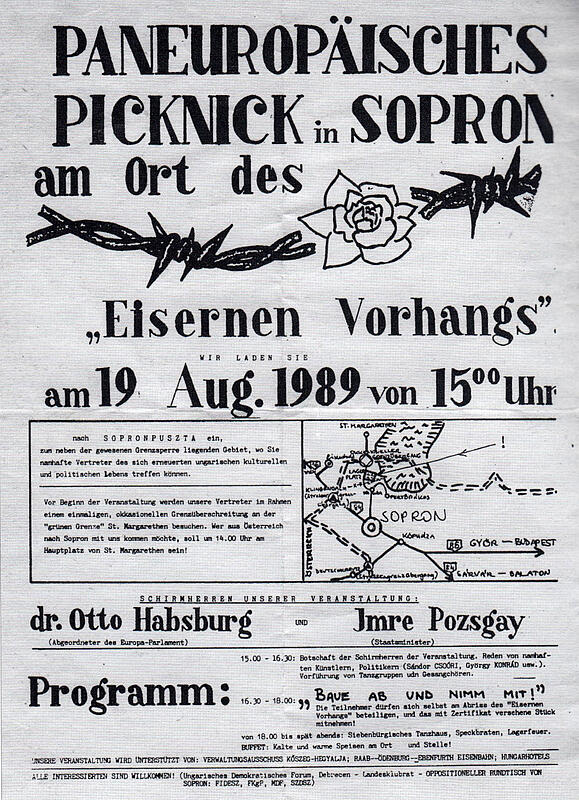 PANEUROPÄISCHES
PICKNICK in SOPRON
am Ort des
„Eisernen Vorhangs”.
WIR LADEN SIE
am 19 Aug. 1989 von 15⁰⁰ Uhr
nach SOPRONPUSZTA ein,
zum neben der gewesenen Grenzsperre liegenden Gebiet, wo Sie
namhafte Vertreter des sich erneuerten ungarischen kulturellen
und politischen Lebens treffen können.
Vor Beginn der Veranstaltung werden unsere Vertreter im Rahmen
einem einmaligen, okkasionellen Grenzüberschreitung an der
"grünen Grenze" St. Margarethen besuchen. Wer aus Österreich
nach Sopron mit uns kommen möchte, soll um 14.00 Uhr am
Hauptplatz von St. Margarethen sein!
ST. MARGARETHEN
!
SOPRON
KÓPHÁZA
ÖSTERREICH
GYŐR - BUDAPEST
SÁRVÁR - BALATON
SCHIRMHERREN UNSERER VERANSTALTUNG:
dr. Otto Habsburg UND Imre Pozsgay
(Abgeordneter des Europa-Parlament) (Staatsminister)
Programm:
15.00 - 16.30: Botschaft der Schirmherren der Veranstaltung. Reden von namhaf-
ten Künstlern, Politikern (Sándor CSOÓRI, György KONRÁD usw.).
Vorführung von Tanzgruppen udn Gesangchören.
16.30 - 18.00: „BAUE AB UND NIMM MIT!”
Die Teilnehmer dürfen sich selbst am Abriss des "Eisernen
Vorhangs" beteiligen, und das mit Zertifikat versehene Stück
mitnehmen!
von 18.00 bis spät abends: Siebenbürgisches Tanzhaus, Speckbraten, Lagerfeuer.
BUFFET: Kalte und warme Speisen am Ort und Stelle!
UNSERE VERANSTALTUNG WIRD UNTERSTÜTZT VON: VERWALTUNGSAUSSCHUSS KŐSZEG-HEGYALJA; RAAB--ÖDENBURG--EBENFURTH EISENBAHN; HUNGARHOTELS
ALLE INTERESSIERTEN SIND WILLKOMMEN! (Ungarisches Demokratisches Forum, Debrecen - Landesklubrat - OPPOSITIONELLER RUNDTISCH VON
SOPRON: FIDESZ, FKgP, MDF, SZDSZ)